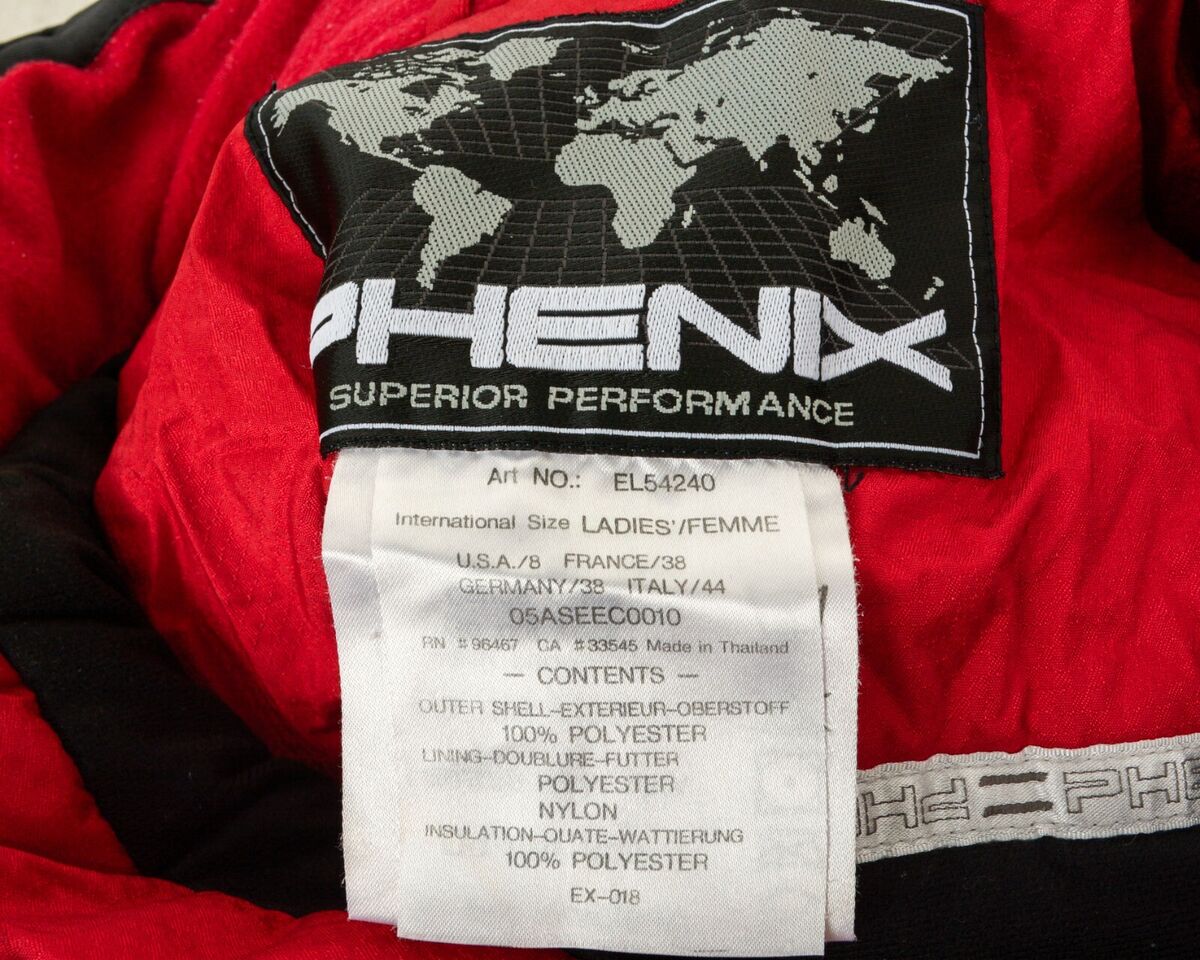 PHENIX
SUPERIOR PERFORMANCE
Art NO.: EL54240
International Size LADIES'/FEMME
U.S.A./8 FRANCE/38
GERMANY/38 ITALY/44
05ASEEC0010
RN #96467 CA #33545 Made in Thailand
— CONTENTS —
OUTER SHELL-EXTERIEUR-OBERSTOFF
100% POLYESTER
LINING-DOUBLURE-FUTTER
POLYESTER
NYLON
INSULATION-OUATE-WATTIERUNG
100% POLYESTER
EX-018